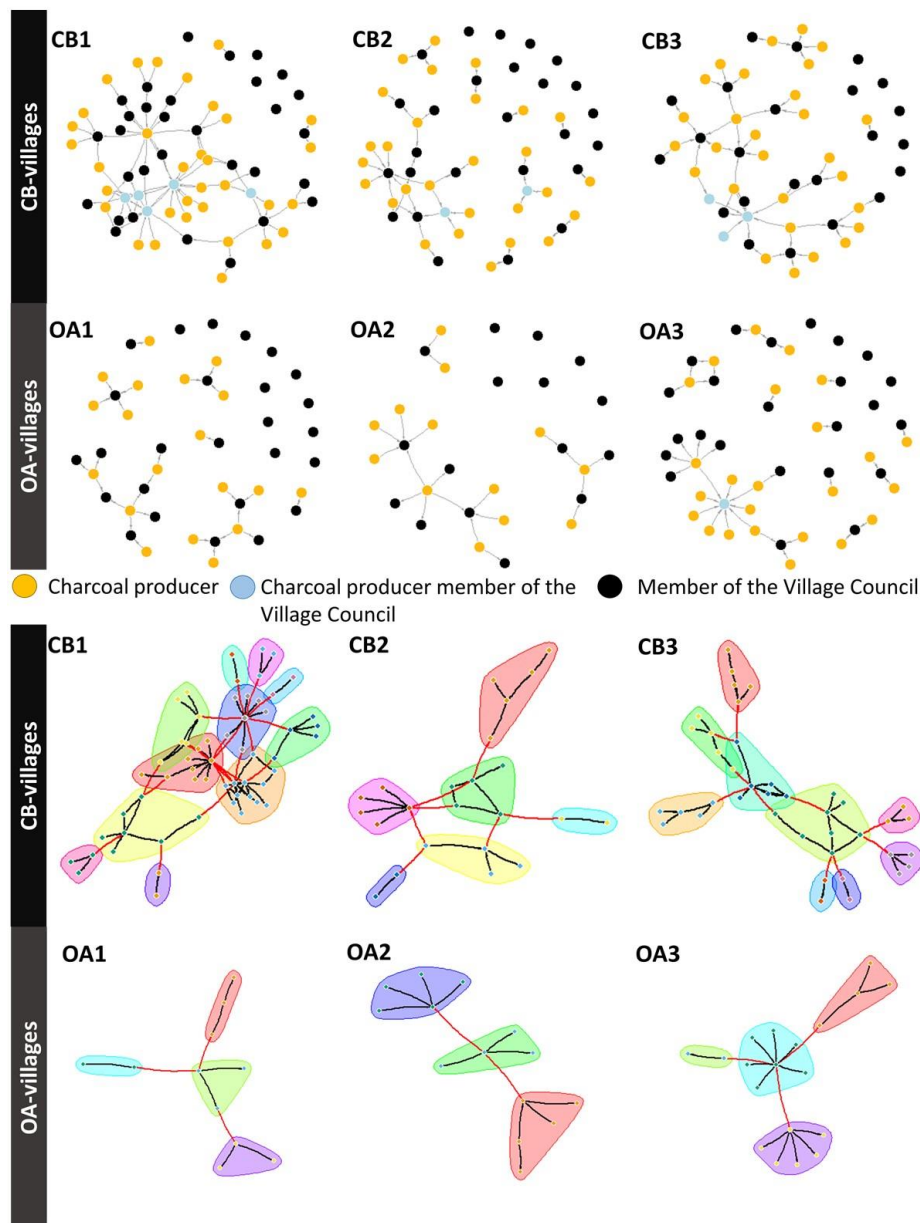 CB-villages
CB1
CB2
CB3
OA-villages
OA1
OA2
OA3
Charcoal producer
Charcoal producer member of the
Village Council
Member of the Village Council
CB-villages
CB1
CB2
CB3
OA-villages
OA1
OA2
OA3